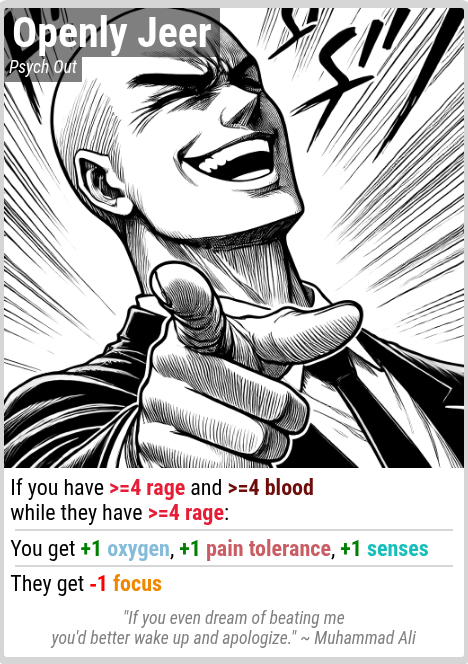 Openly Jeer
Psych Out
If you have >=4 rage and >=4 blood
while they have >=4 rage:
You get +1 oxygen, +1 pain tolerance, +1 senses
They get -1 focus
"If you even dream of beating me
you'd better wake up and apologize." ~ Muhammad Ali